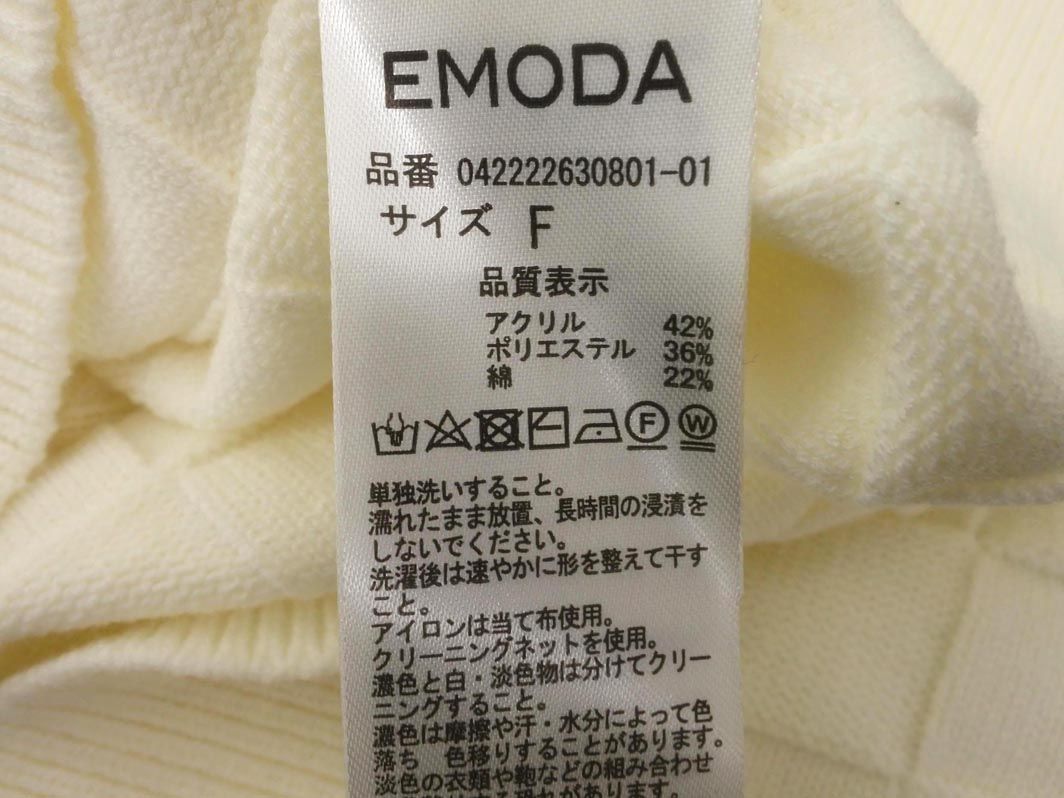 EMODA
品番 042222630801-01
サイズ F
品質表示
アクリル 42%
ポリエステル 36%
綿 22%
F W
単独洗いすること。
濡れたまま放置、長時間の浸漬を
しないでください。
洗濯後は速やかに形を整えて干す
こと。
アイロンは当て布使用。
クリーニングネットを使用。
濃色と白・淡色物は分けてクリー
ニングすること。
濃色は摩擦や汗・水分によって色
落ち 色移りすることがあります。
淡色の衣類や鞄などの組み合わせ